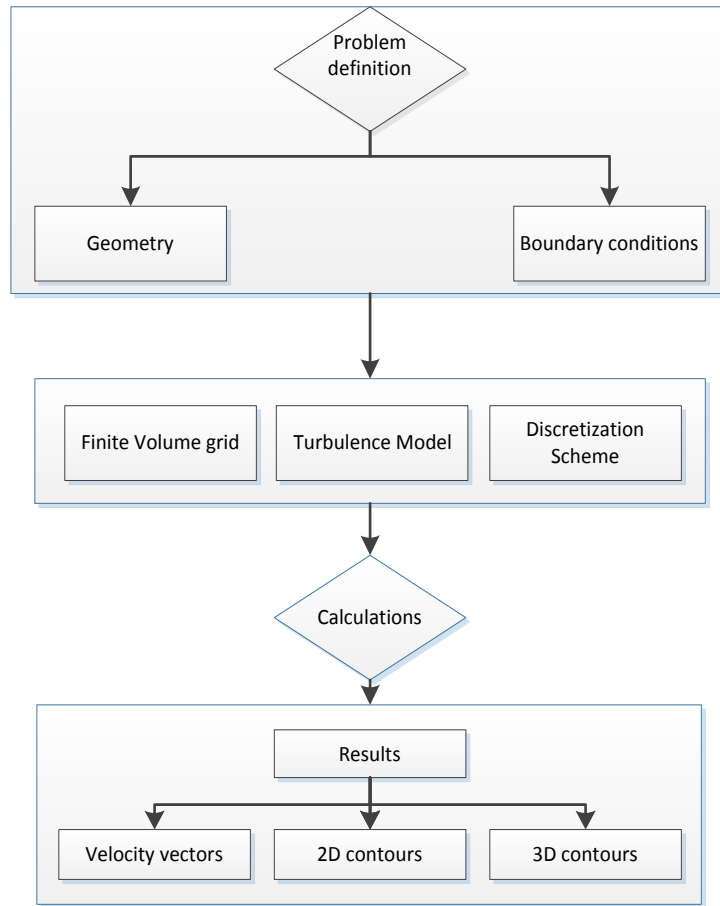 Problem
definition
Geometry
Boundary conditions
Finite Volume grid
Turbulence Model
Discretization
Scheme
Calculations
Results
Velocity vectors
2D contours
3D contours